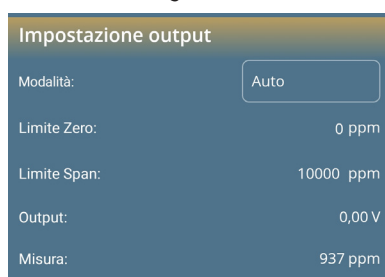 Impostazione output
Modalità: Auto
Limite Zero: 0 ppm
Limite Span: 10000 ppm
Output: 0,00 V
Misura: 937 ppm